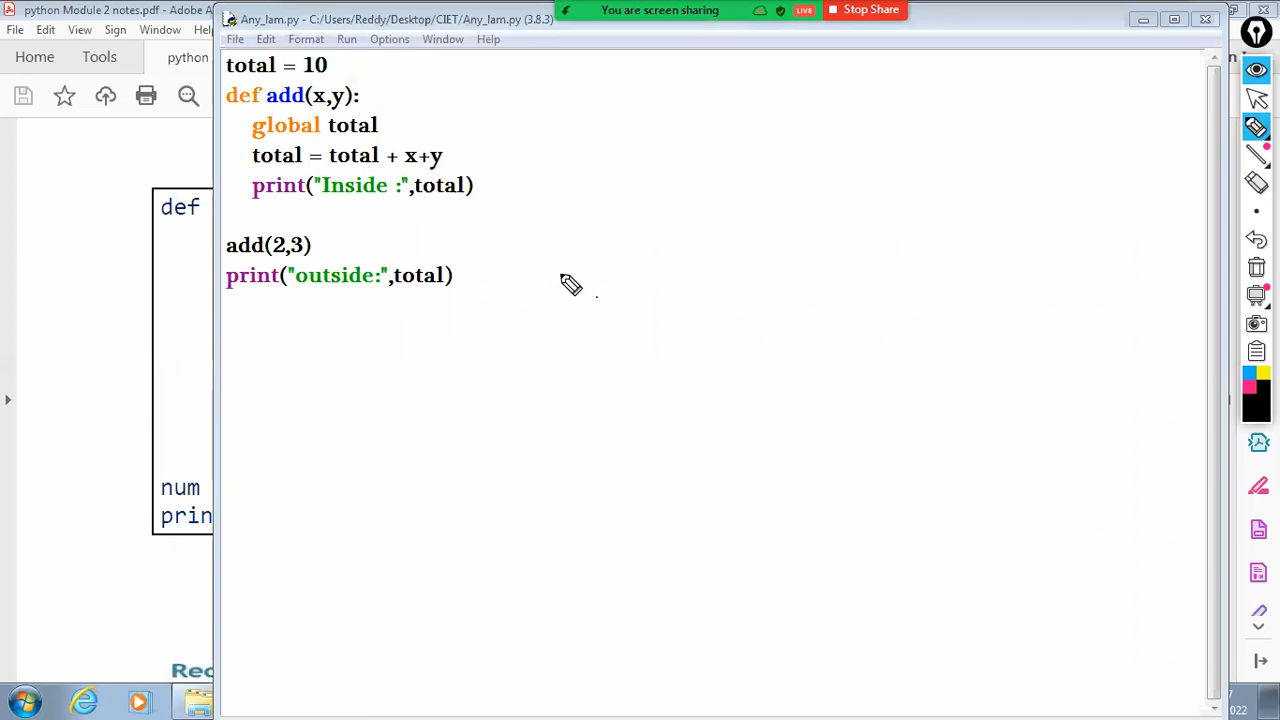 python Module 2 notes.pdf - Adobe A
File Edit View Sign Window
Home Tools python
def
num
prin
Rec
Any_lam.py - C:/Users/Reddy/Desktop/CIET/Any_lam.py (3.8.3)
You are screen sharing LIVE Stop Share
File Edit Format Run Options Window Help
total = 10
def add(x,y):
global total
total = total + x+y
print("Inside :",total)
add(2,3)
print("outside:",total)
2022